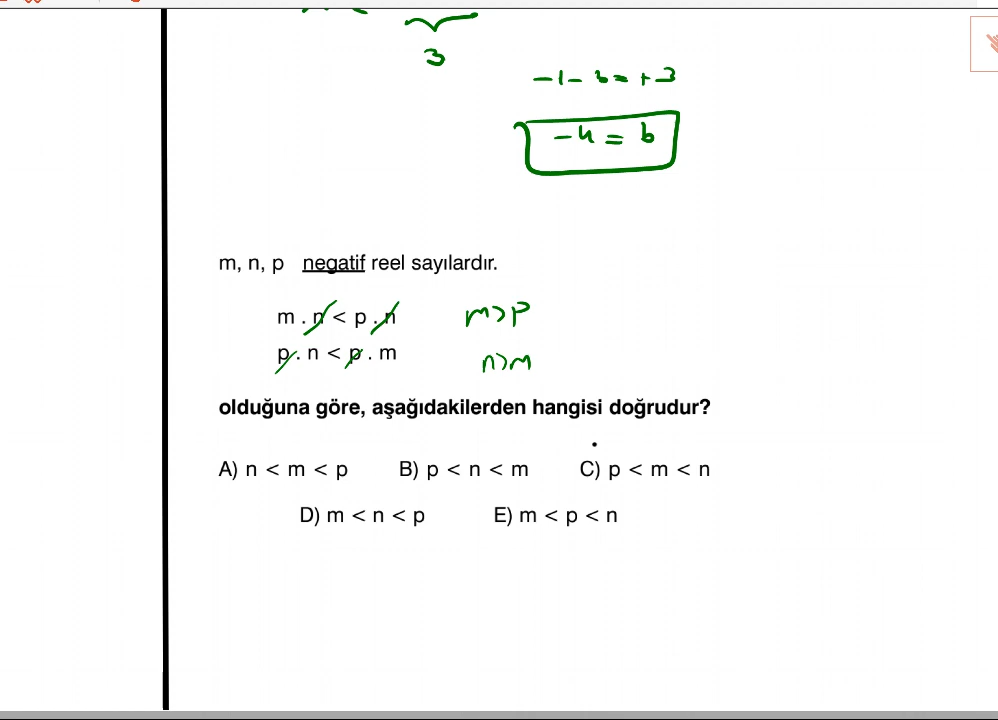 3
-1- b = +3
-4 = b
m, n, p negatif reel sayılardır.
m . n < p . n m>p
p . n < p . m n>m
olduğuna göre, aşağıdakilerden hangisi doğrudur?
A) n < m < p B) p < n < m C) p < m < n
D) m < n < p E) m < p < n